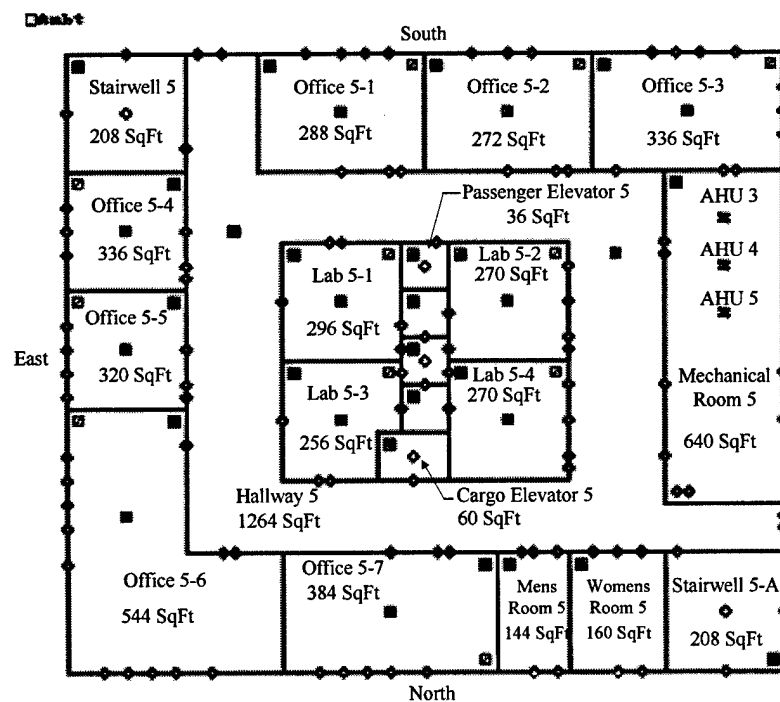 Ambt
South
Stairwell 5
208 SqFt
Office 5-1
288 SqFt
Office 5-2
272 SqFt
Office 5-3
336 SqFt
Office 5-4
336 SqFt
Passenger Elevator 5
36 SqFt
AHU 3
AHU 4
AHU 5
Lab 5-1
296 SqFt
Lab 5-2
270 SqFt
Office 5-5
320 SqFt
East
Mechanical
Room 5
640 SqFt
Lab 5-3
256 SqFt
Lab 5-4
270 SqFt
Hallway 5
1264 SqFt
Cargo Elevator 5
60 SqFt
Office 5-6
544 SqFt
Office 5-7
384 SqFt
Mens
Room 5
144 SqFt
Womens
Room 5
160 SqFt
Stairwell 5-A
208 SqFt
North